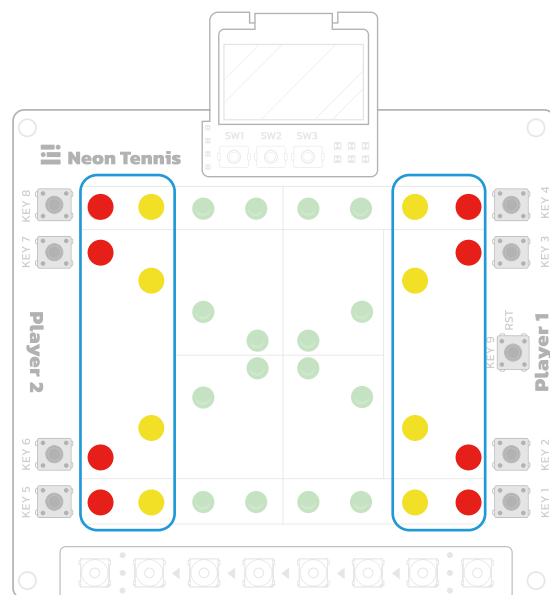 SW1 SW2 SW3
Neon Tennis
KEY 8
KEY 4
KEY 7
KEY 3
Player 2
RST
KEY 9
Player 1
KEY 6
KEY 2
KEY 5
KEY 1